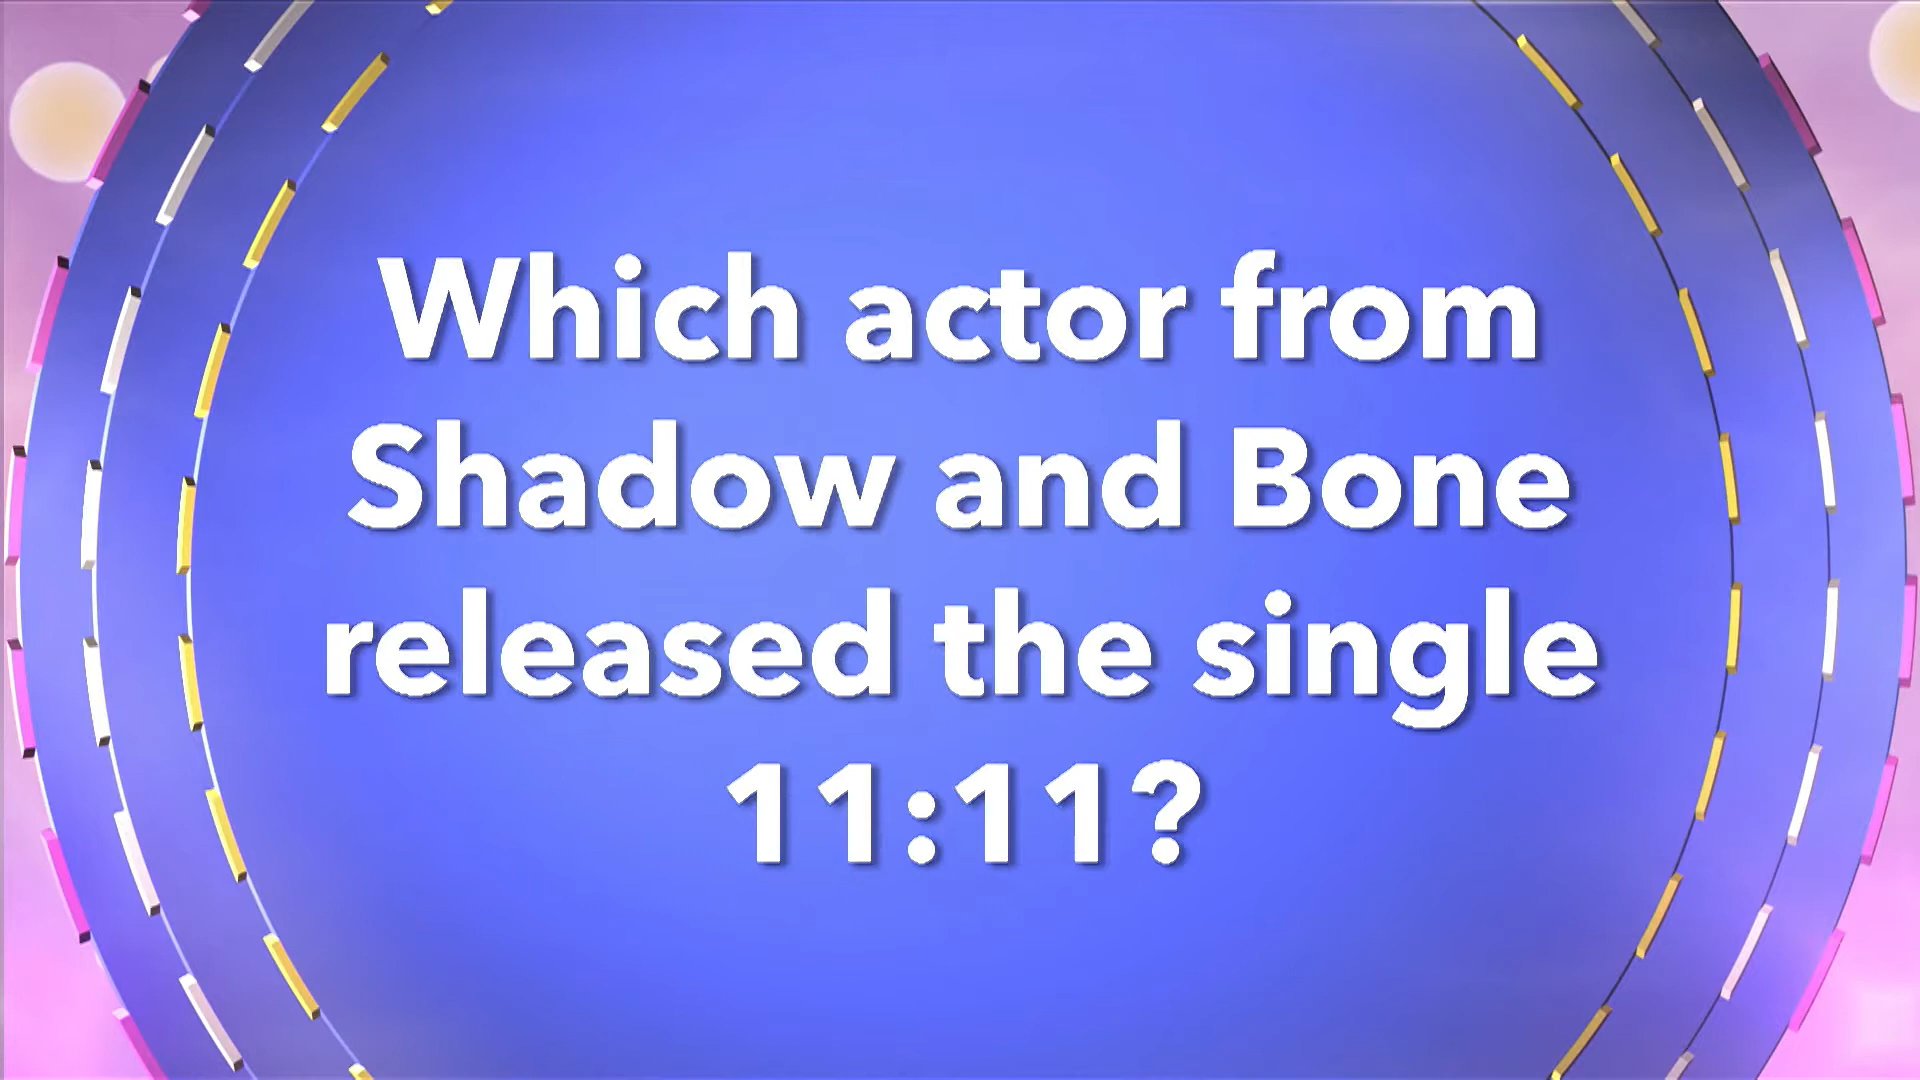 Which actor from
Shadow and Bone
released the single
11:11?